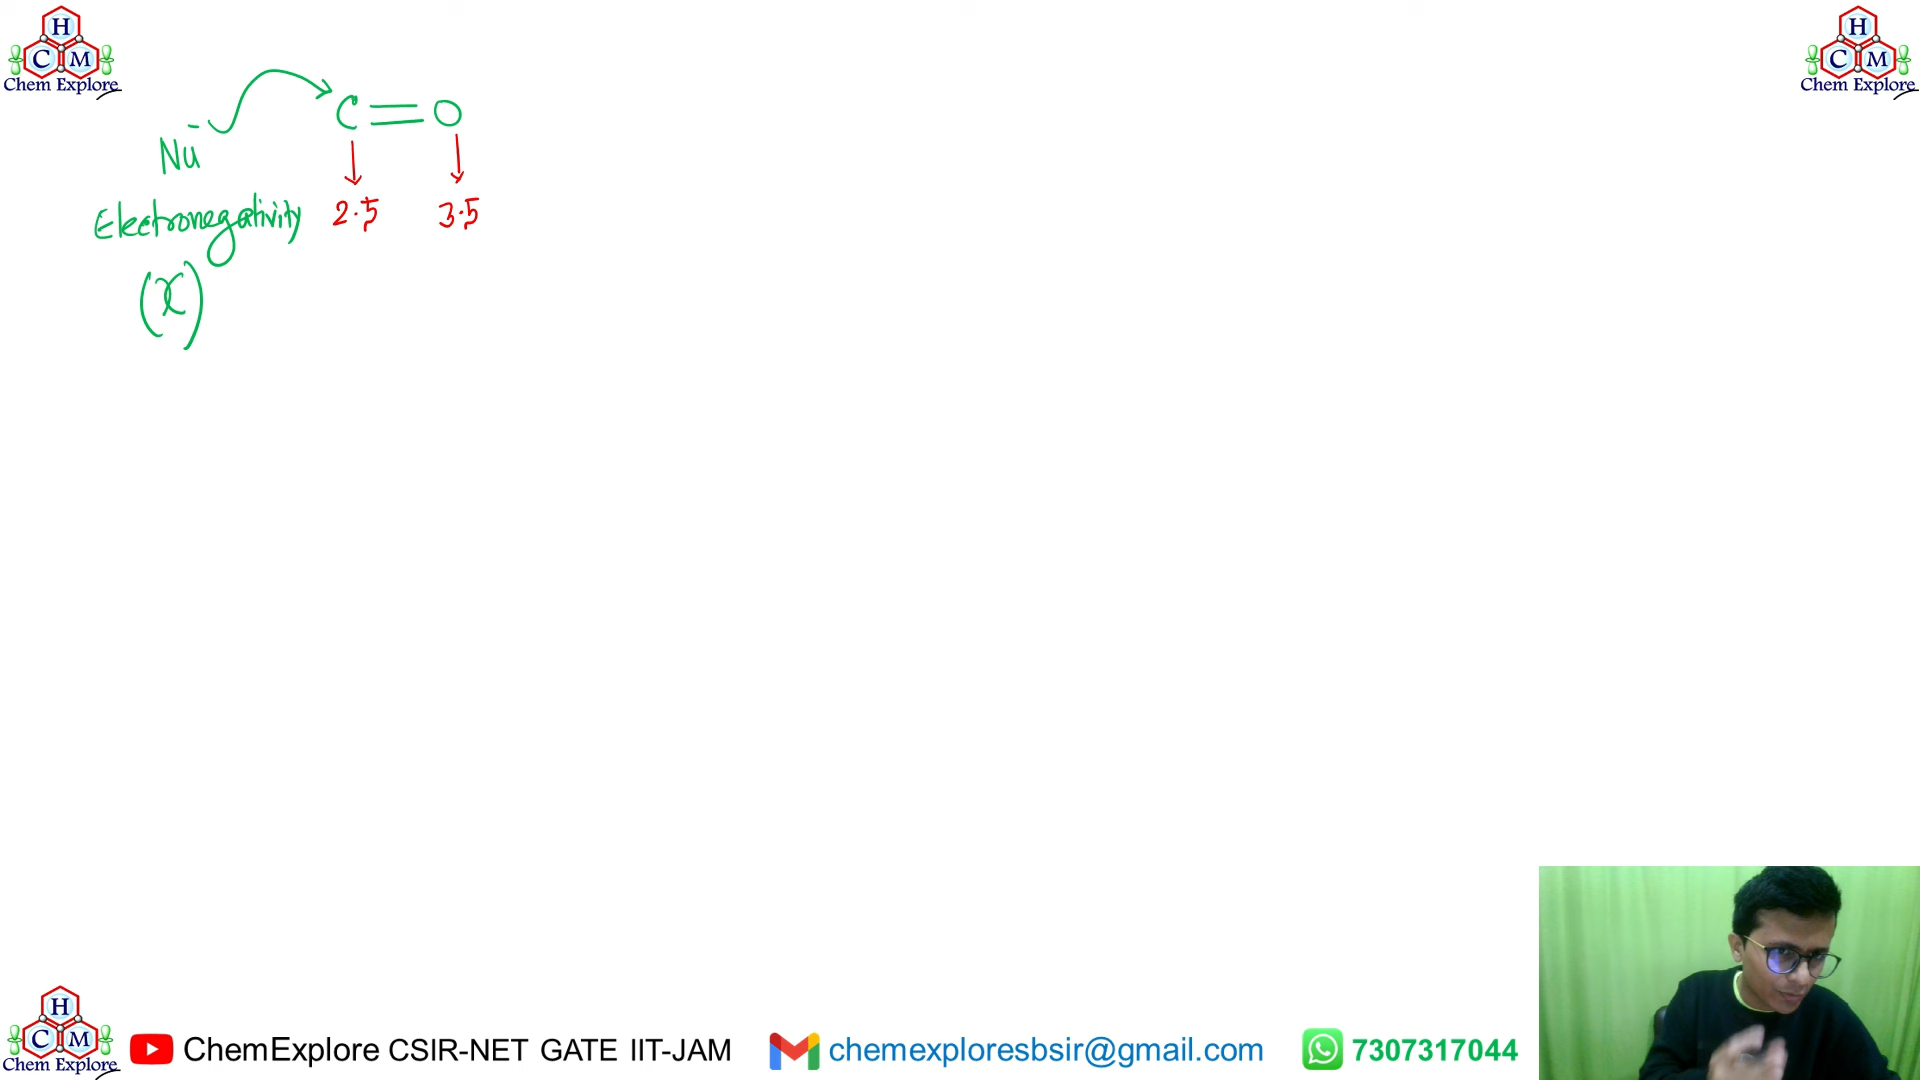 H
C M
Chem Explore
H
C M
Chem Explore
C = O
Nu⁻
Electronegativity 2.5 3.5
(χ)
H
C M
Chem Explore
ChemExplore CSIR-NET GATE IIT-JAM
chemexploresbsir@gmail.com
7307317044